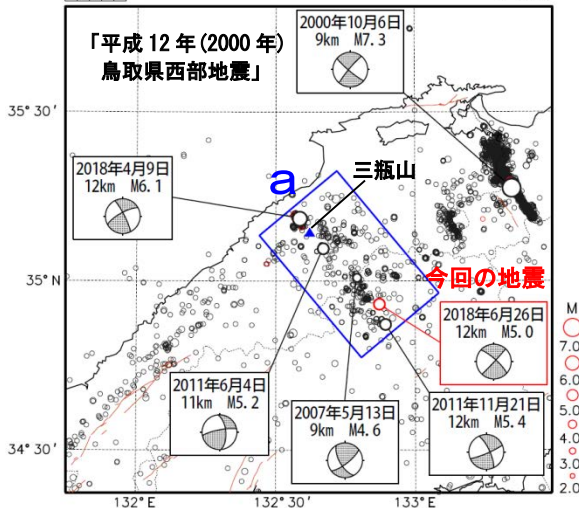 「平成 12 年(2000 年)
鳥取県西部地震」
2000年10月6日
9km M7.3
35°30′
2018年4月9日
12km M6.1
a
三瓶山
35°N
今回の地震
2018年6月26日
12km M5.0
M
7.0
6.0
5.0
4.0
3.0
2.0
2011年6月4日
11km M5.2
2007年5月13日
9km M4.6
2011年11月21日
12km M5.4
34°30′
132°E
132°30′
133°E